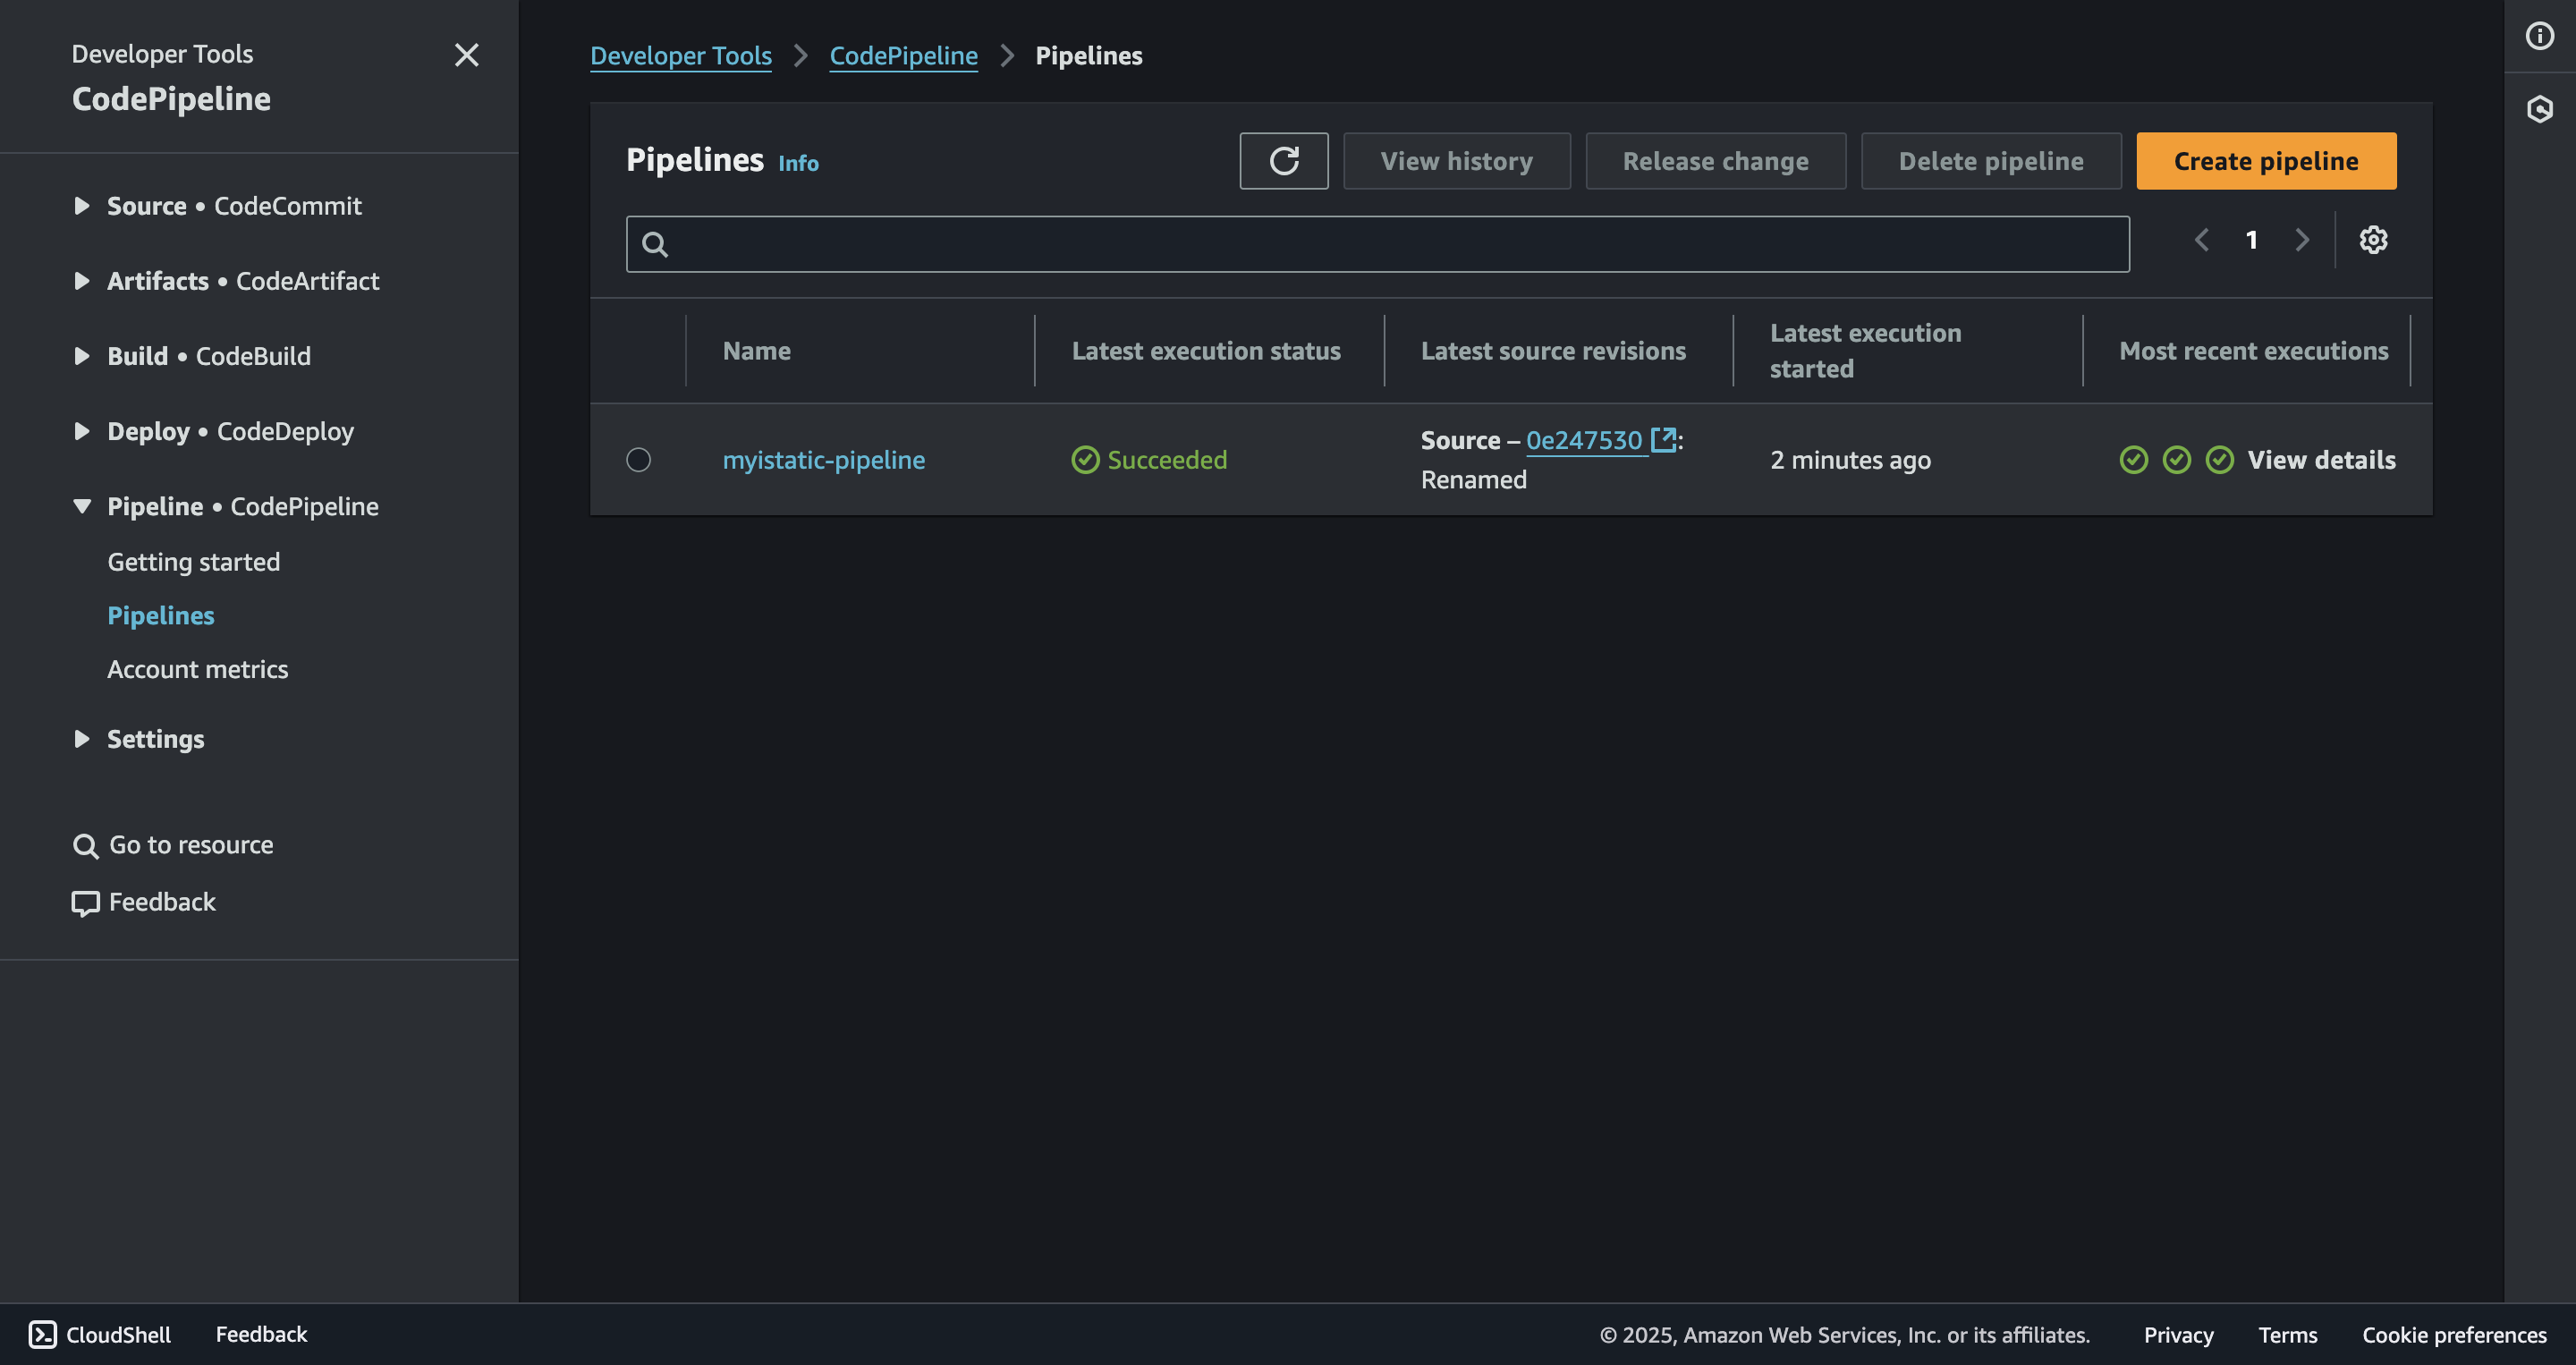 Developer Tools
CodePipeline
Source • CodeCommit
Artifacts • CodeArtifact
Build • CodeBuild
Deploy • CodeDeploy
Pipeline • CodePipeline
Getting started
Pipelines
Account metrics
Settings
Go to resource
Feedback
Developer Tools > CodePipeline > Pipelines
Pipelines Info
View history
Release change
Delete pipeline
Create pipeline
1
Name
Latest execution status
Latest source revisions
Latest execution
started
Most recent executions
myistatic-pipeline
Succeeded
Source – 0e247530 :
Renamed
2 minutes ago
View details
CloudShell
Feedback
© 2025, Amazon Web Services, Inc. or its affiliates.
Privacy
Terms
Cookie preferences